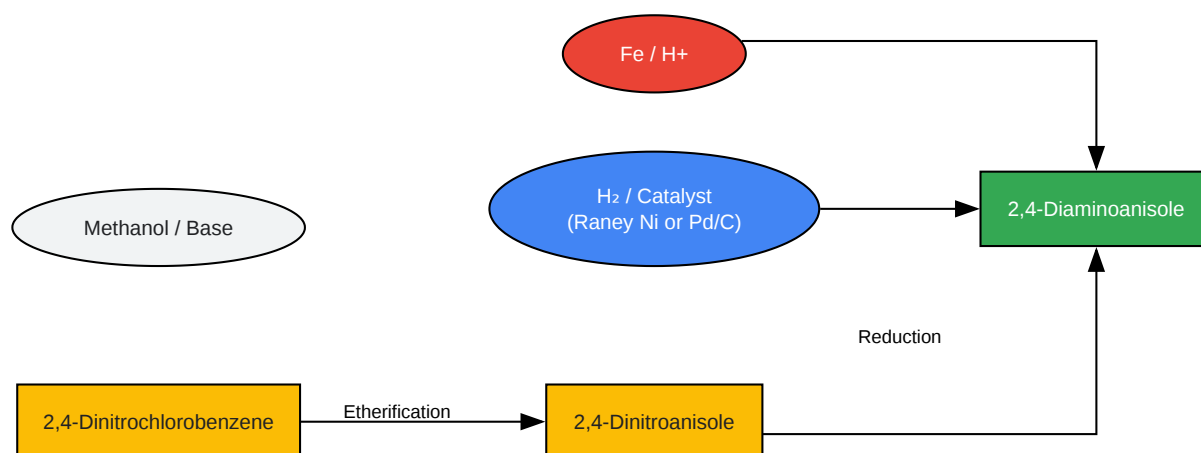 Fe / H+
H₂ / Catalyst
(Raney Ni or Pd/C)
2,4-Diaminoanisole
Methanol / Base
Reduction
2,4-Dinitrochlorobenzene
Etherification
2,4-Dinitroanisole